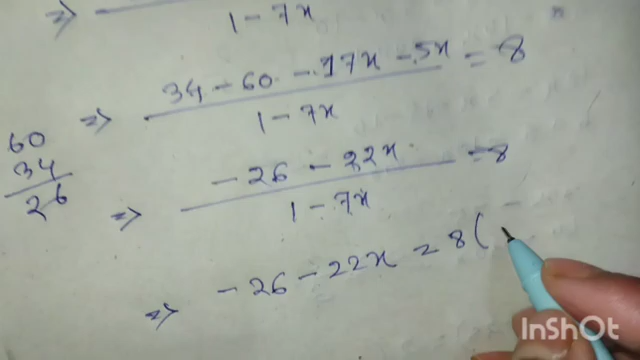 ⇒ 1 - 7x
⇒ 34 - 60 - 17x - 5x / 1 - 7x = 8
60
34
26
⇒ - 26 - 22x / 1 - 7x = 8
⇒ - 26 - 22x = 8 (
InShOt